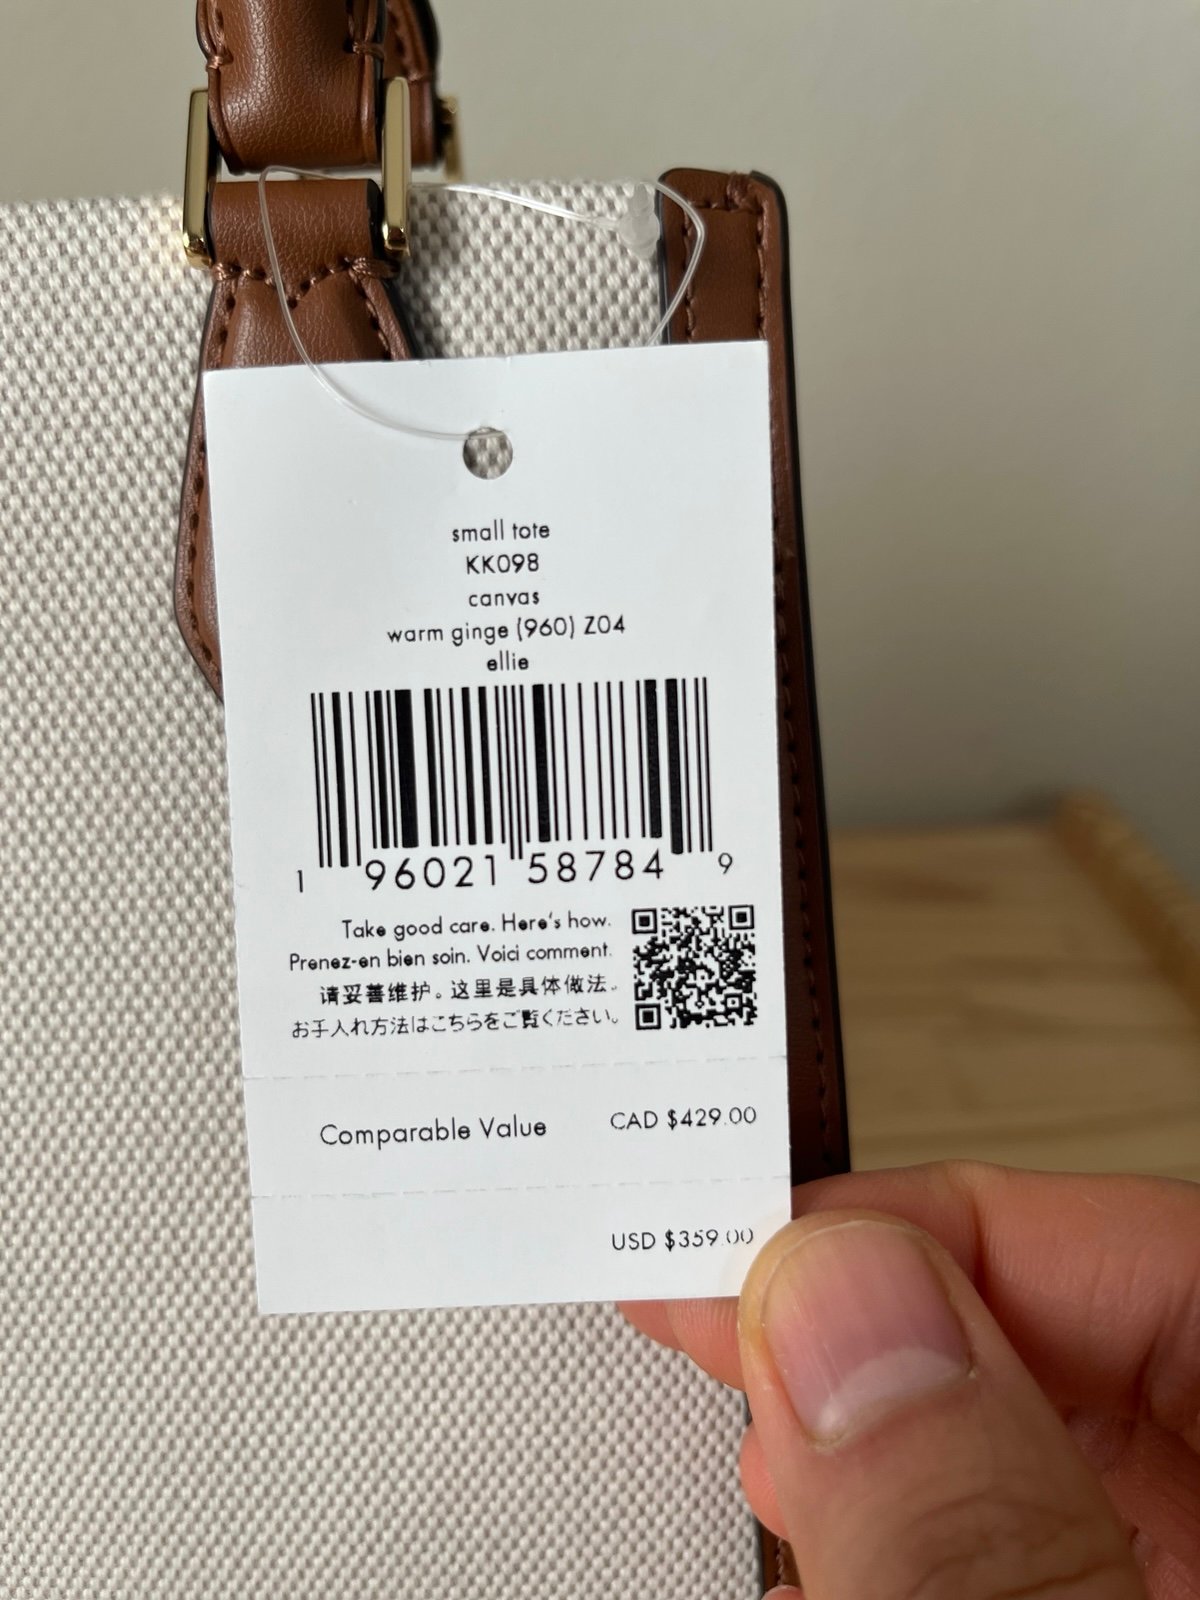 small tote
KK098
canvas
warm ginge (960) Z04
ellie
1 96021 58784 9
Take good care. Here's how.
Prenez-en bien soin. Voici comment.
请妥善维护。这里是具体做法。
お手入れ方法はこちらをご覧ください。
Comparable Value CAD $429.00
USD $359.00